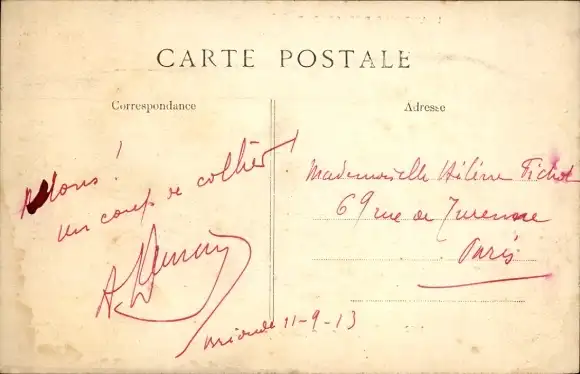 CARTE POSTALE
Correspondance
Allons !
un coup de collier !
Adresse
Mademoiselle Hélène Fichot
69 rue de Turenne
Paris
11-9-13